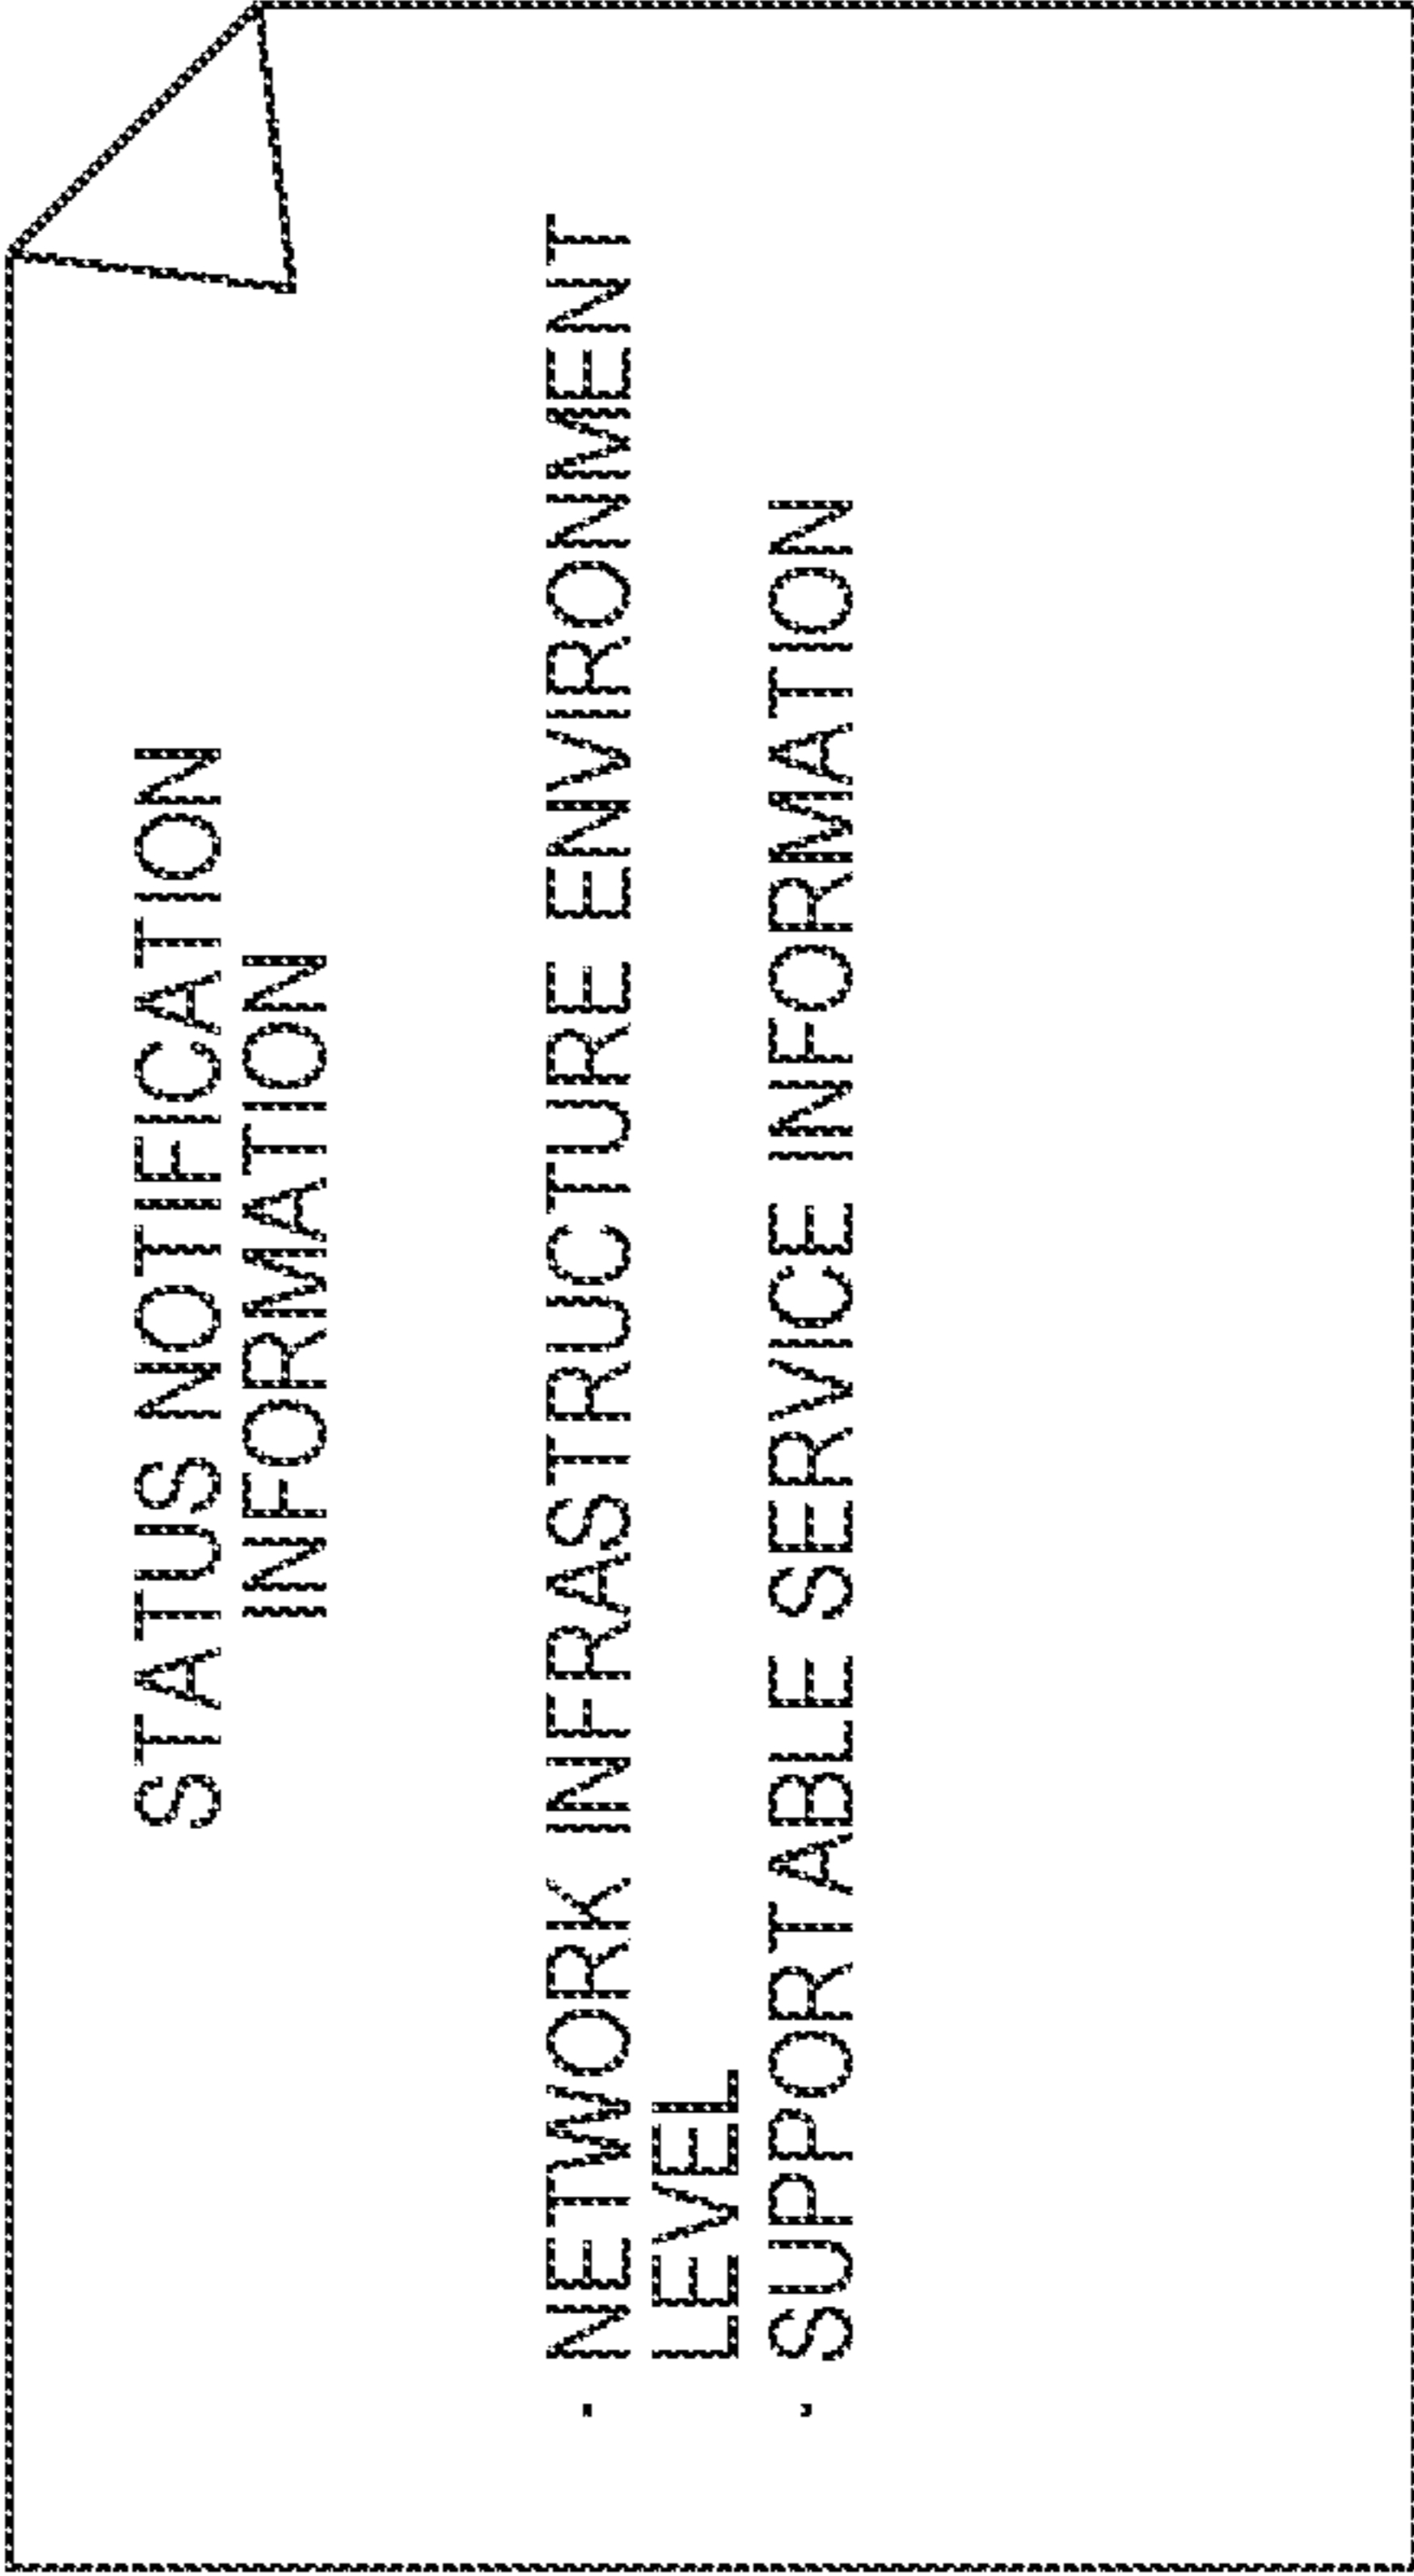 STATUS NOTIFICATION
INFORMATION
· NETWORK INFRASTRUCTURE ENVIRONMENT
LEVEL
· SUPPORTABLE SERVICE INFORMATION